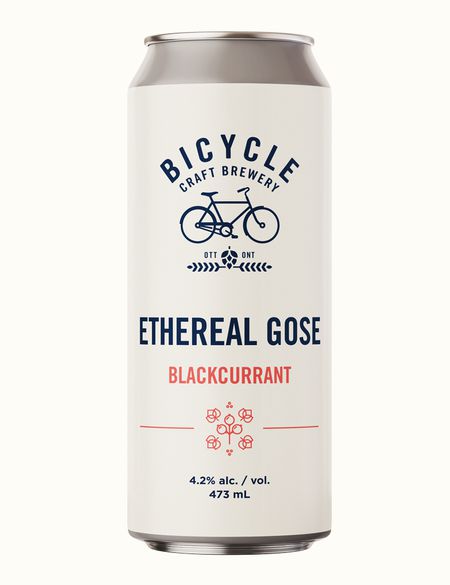 BICYCLE
CRAFT BREWERY
OTT ONT
ETHEREAL GOSE
BLACKCURRANT
4.2% alc. / vol.
473 mL